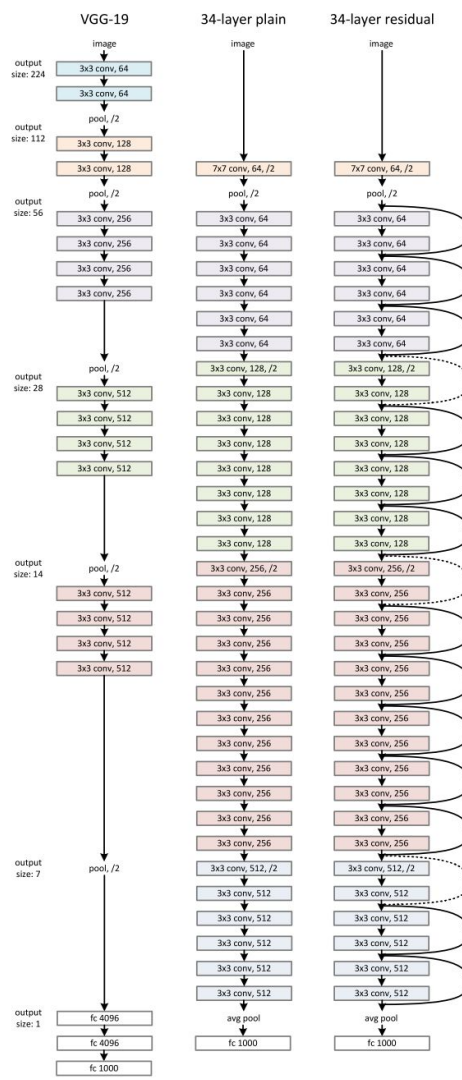 output
size: 224
output
size: 112
output
size: 56
output
size: 28
output
size: 14
output
size: 7
output
size: 1
VGG-19
image
3x3 conv, 64
3x3 conv, 64
pool, /2
3x3 conv, 128
3x3 conv, 128
pool, /2
3x3 conv, 256
3x3 conv, 256
3x3 conv, 256
3x3 conv, 256
pool, /2
3x3 conv, 512
3x3 conv, 512
3x3 conv, 512
3x3 conv, 512
pool, /2
3x3 conv, 512
3x3 conv, 512
3x3 conv, 512
3x3 conv, 512
pool, /2
fc 4096
fc 4096
fc 1000
34-layer plain
image
7x7 conv, 64, /2
pool, /2
3x3 conv, 64
3x3 conv, 64
3x3 conv, 64
3x3 conv, 64
3x3 conv, 64
3x3 conv, 64
3x3 conv, 128, /2
3x3 conv, 128
3x3 conv, 128
3x3 conv, 128
3x3 conv, 128
3x3 conv, 128
3x3 conv, 128
3x3 conv, 128
3x3 conv, 256, /2
3x3 conv, 256
3x3 conv, 256
3x3 conv, 256
3x3 conv, 256
3x3 conv, 256
3x3 conv, 256
3x3 conv, 256
3x3 conv, 256
3x3 conv, 256
3x3 conv, 256
3x3 conv, 256
3x3 conv, 512, /2
3x3 conv, 512
3x3 conv, 512
3x3 conv, 512
3x3 conv, 512
3x3 conv, 512
avg pool
fc 1000
34-layer residual
image
7x7 conv, 64, /2
pool, /2
3x3 conv, 64
3x3 conv, 64
3x3 conv, 64
3x3 conv, 64
3x3 conv, 64
3x3 conv, 64
3x3 conv, 128, /2
3x3 conv, 128
3x3 conv, 128
3x3 conv, 128
3x3 conv, 128
3x3 conv, 128
3x3 conv, 128
3x3 conv, 128
3x3 conv, 256, /2
3x3 conv, 256
3x3 conv, 256
3x3 conv, 256
3x3 conv, 256
3x3 conv, 256
3x3 conv, 256
3x3 conv, 256
3x3 conv, 256
3x3 conv, 256
3x3 conv, 256
3x3 conv, 256
3x3 conv, 512, /2
3x3 conv, 512
3x3 conv, 512
3x3 conv, 512
3x3 conv, 512
3x3 conv, 512
avg pool
fc 1000